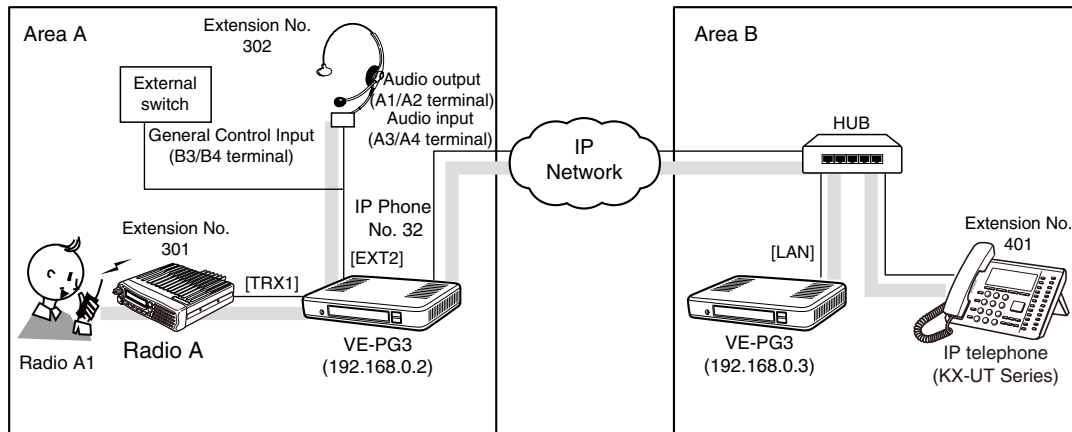 Area A
Extension No.
302
External
switch
Audio output
(A1/A2 terminal)
Audio input
(A3/A4 terminal)
General Control Input
(B3/B4 terminal)
IP Phone
No. 32
Extension No.
301
[EXT2]
[TRX1]
Radio A1
Radio A
VE-PG3
(192.168.0.2)
IP
Network
Area B
HUB
[LAN]
Extension No.
401
VE-PG3
(192.168.0.3)
IP telephone
(KX-UT Series)